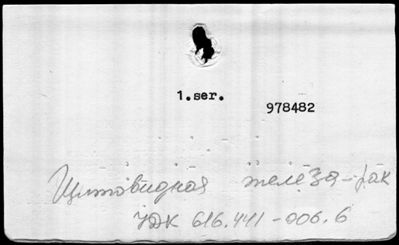 1.ser.
978482
Щитовидная железа-рак
УДК 616.441-006.6